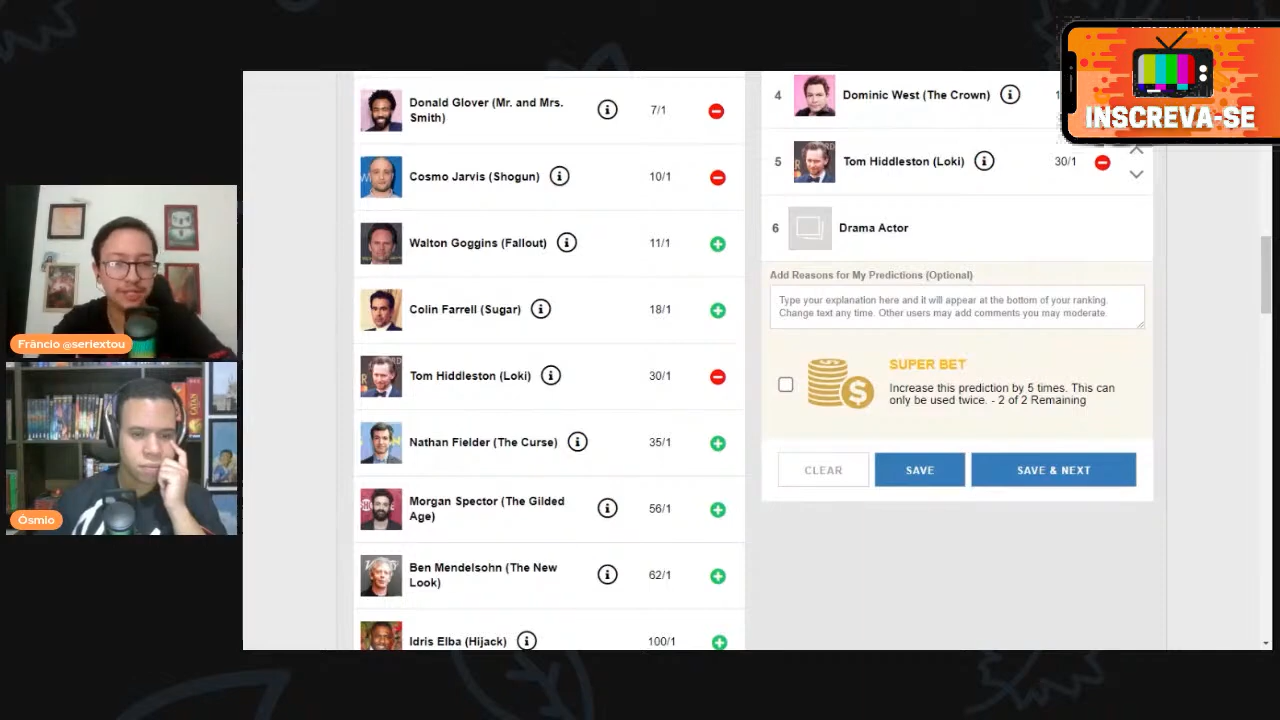 INSCREVA-SE
Donald Glover (Mr. and Mrs.
Smith)
7/1
Cosmo Jarvis (Shogun)
10/1
Walton Goggins (Fallout)
11/1
Colin Farrell (Sugar)
18/1
Tom Hiddleston (Loki)
30/1
Nathan Fielder (The Curse)
35/1
Morgan Spector (The Gilded
Age)
56/1
Ben Mendelsohn (The New
Look)
62/1
Idris Elba (Hijack)
100/1
4
Dominic West (The Crown)
5
Tom Hiddleston (Loki)
30/1
6
Drama Actor
Add Reasons for My Predictions (Optional)
Type your explanation here and it will appear at the bottom of your ranking.
Change text any time. Other users may add comments you may moderate
SUPER BET
Increase this prediction by 5 times. This can
only be used twice. - 2 of 2 Remaining
CLEAR
SAVE
SAVE & NEXT
Frâncio @seriextou
Ósmio
CATAN